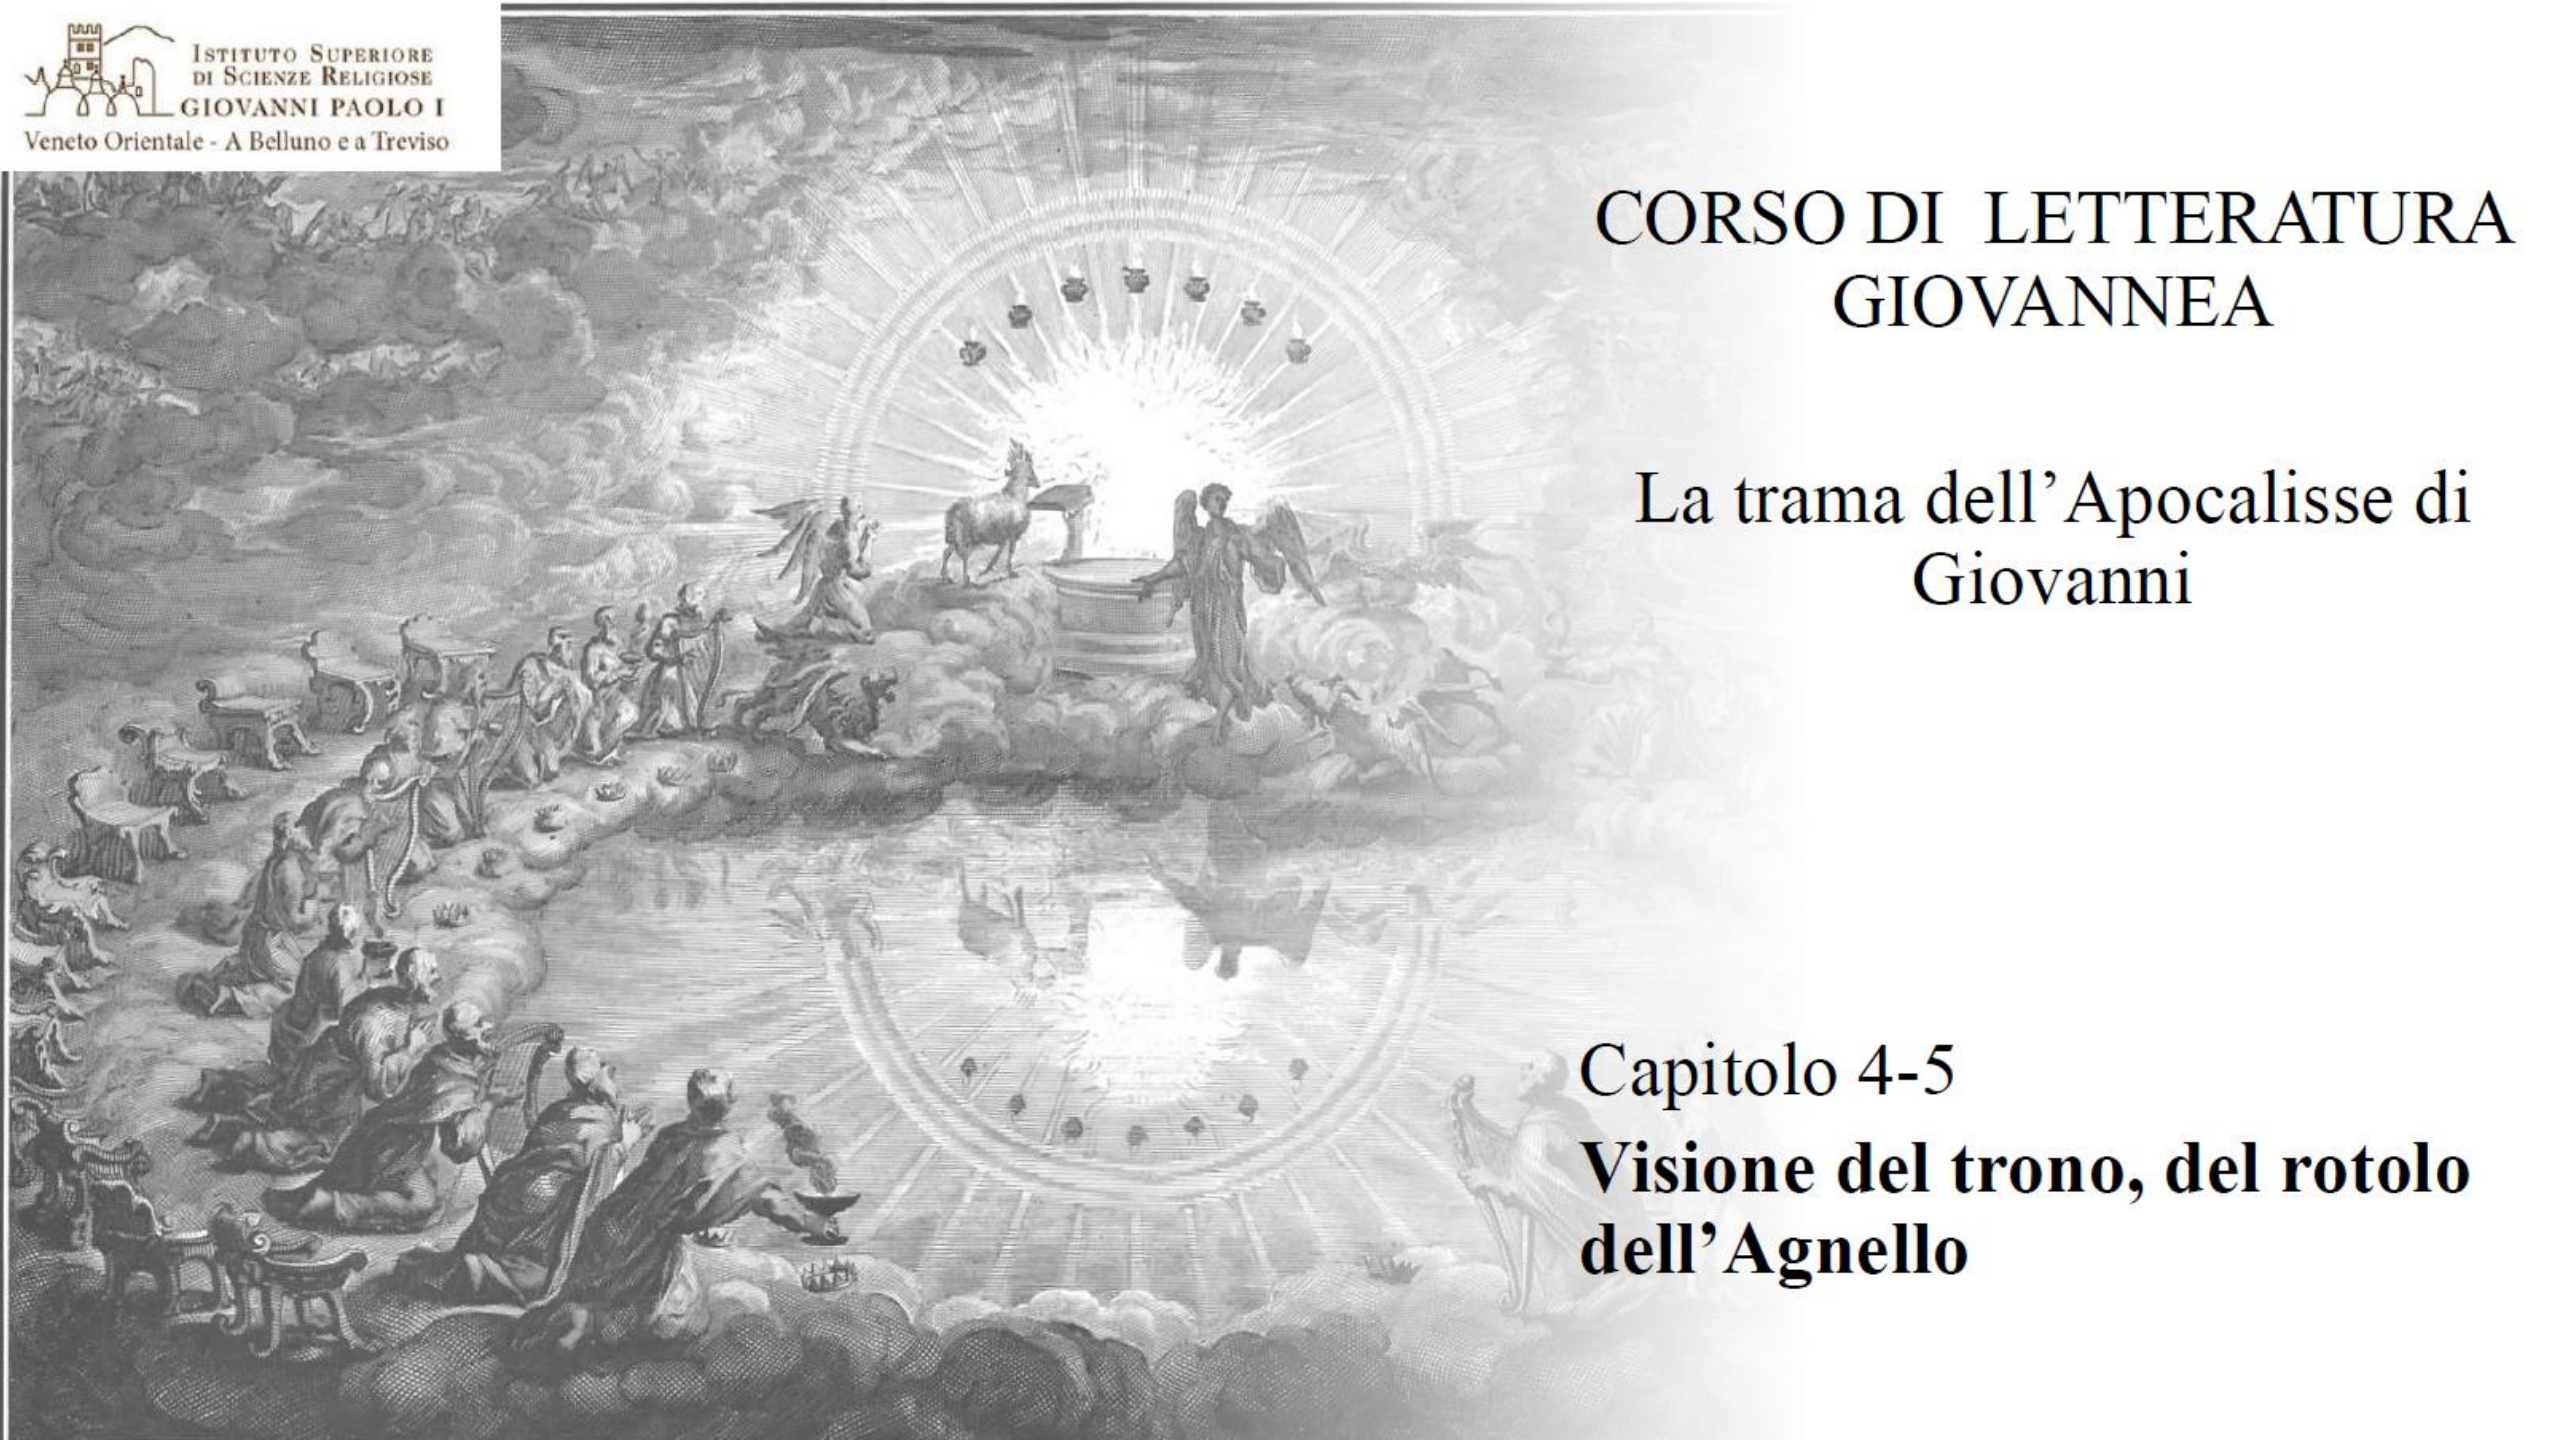 ISTITUTO SUPERIORE
DI SCIENZE RELIGIOSE
GIOVANNI PAOLO I
Veneto Orientale - A Belluno e a Treviso
CORSO DI LETTERATURA
GIOVANNEA
La trama dell’Apocalisse di
Giovanni
Capitolo 4-5
Visione del trono, del rotolo
dell’Agnello